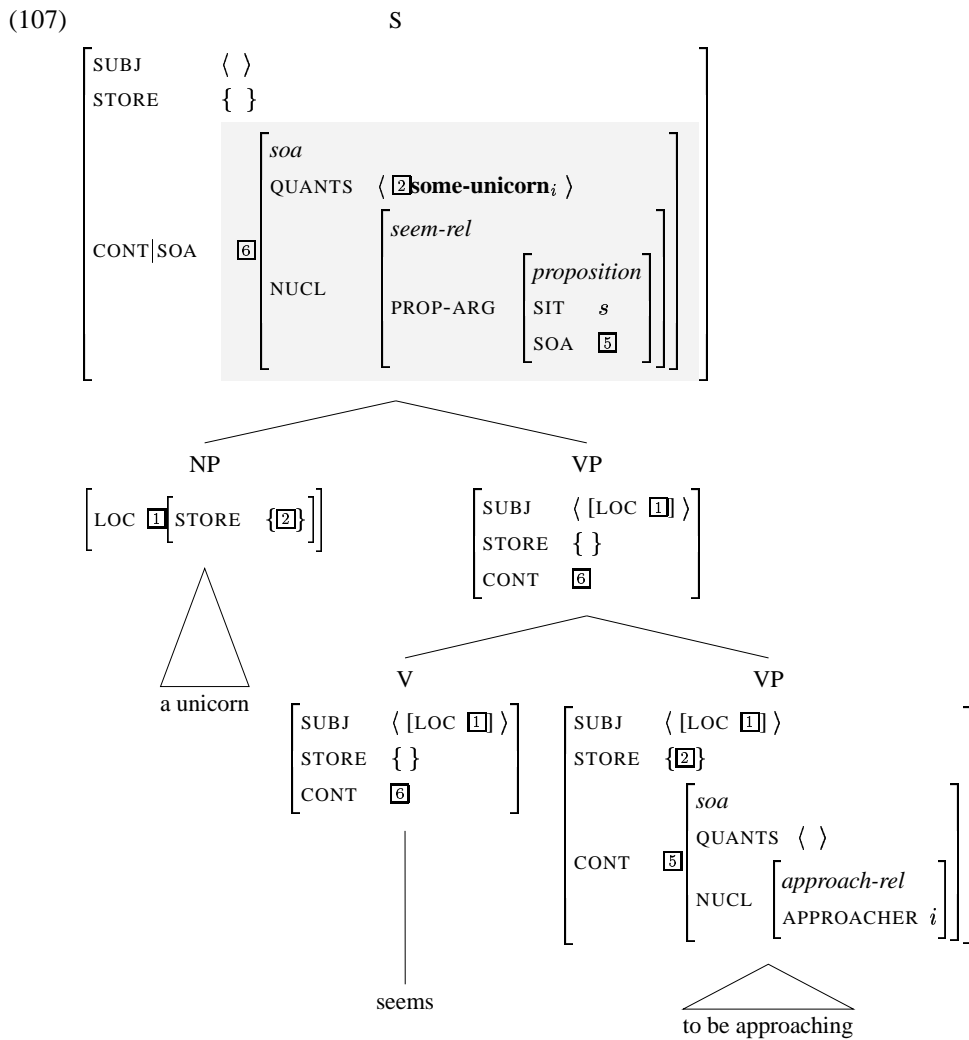 (107) S
SUBJ ⟨ ⟩
STORE { }
soa
QUANTS ⟨ [2]some-unicorn_i ⟩
seem-rel
CONT|SOA [6]
proposition
NUCL
PROP-ARG SIT s
SOA [5]
NP VP
LOC [1] STORE {[2]}
SUBJ ⟨ [LOC [1]] ⟩
STORE { }
CONT [6]
a unicorn
V VP
SUBJ ⟨ [LOC [1]] ⟩
STORE { }
CONT [6]
SUBJ ⟨ [LOC [1]] ⟩
STORE {[2]}
soa
QUANTS ⟨ ⟩
CONT [5]
approach-rel
NUCL
APPROACHER i
seems
to be approaching